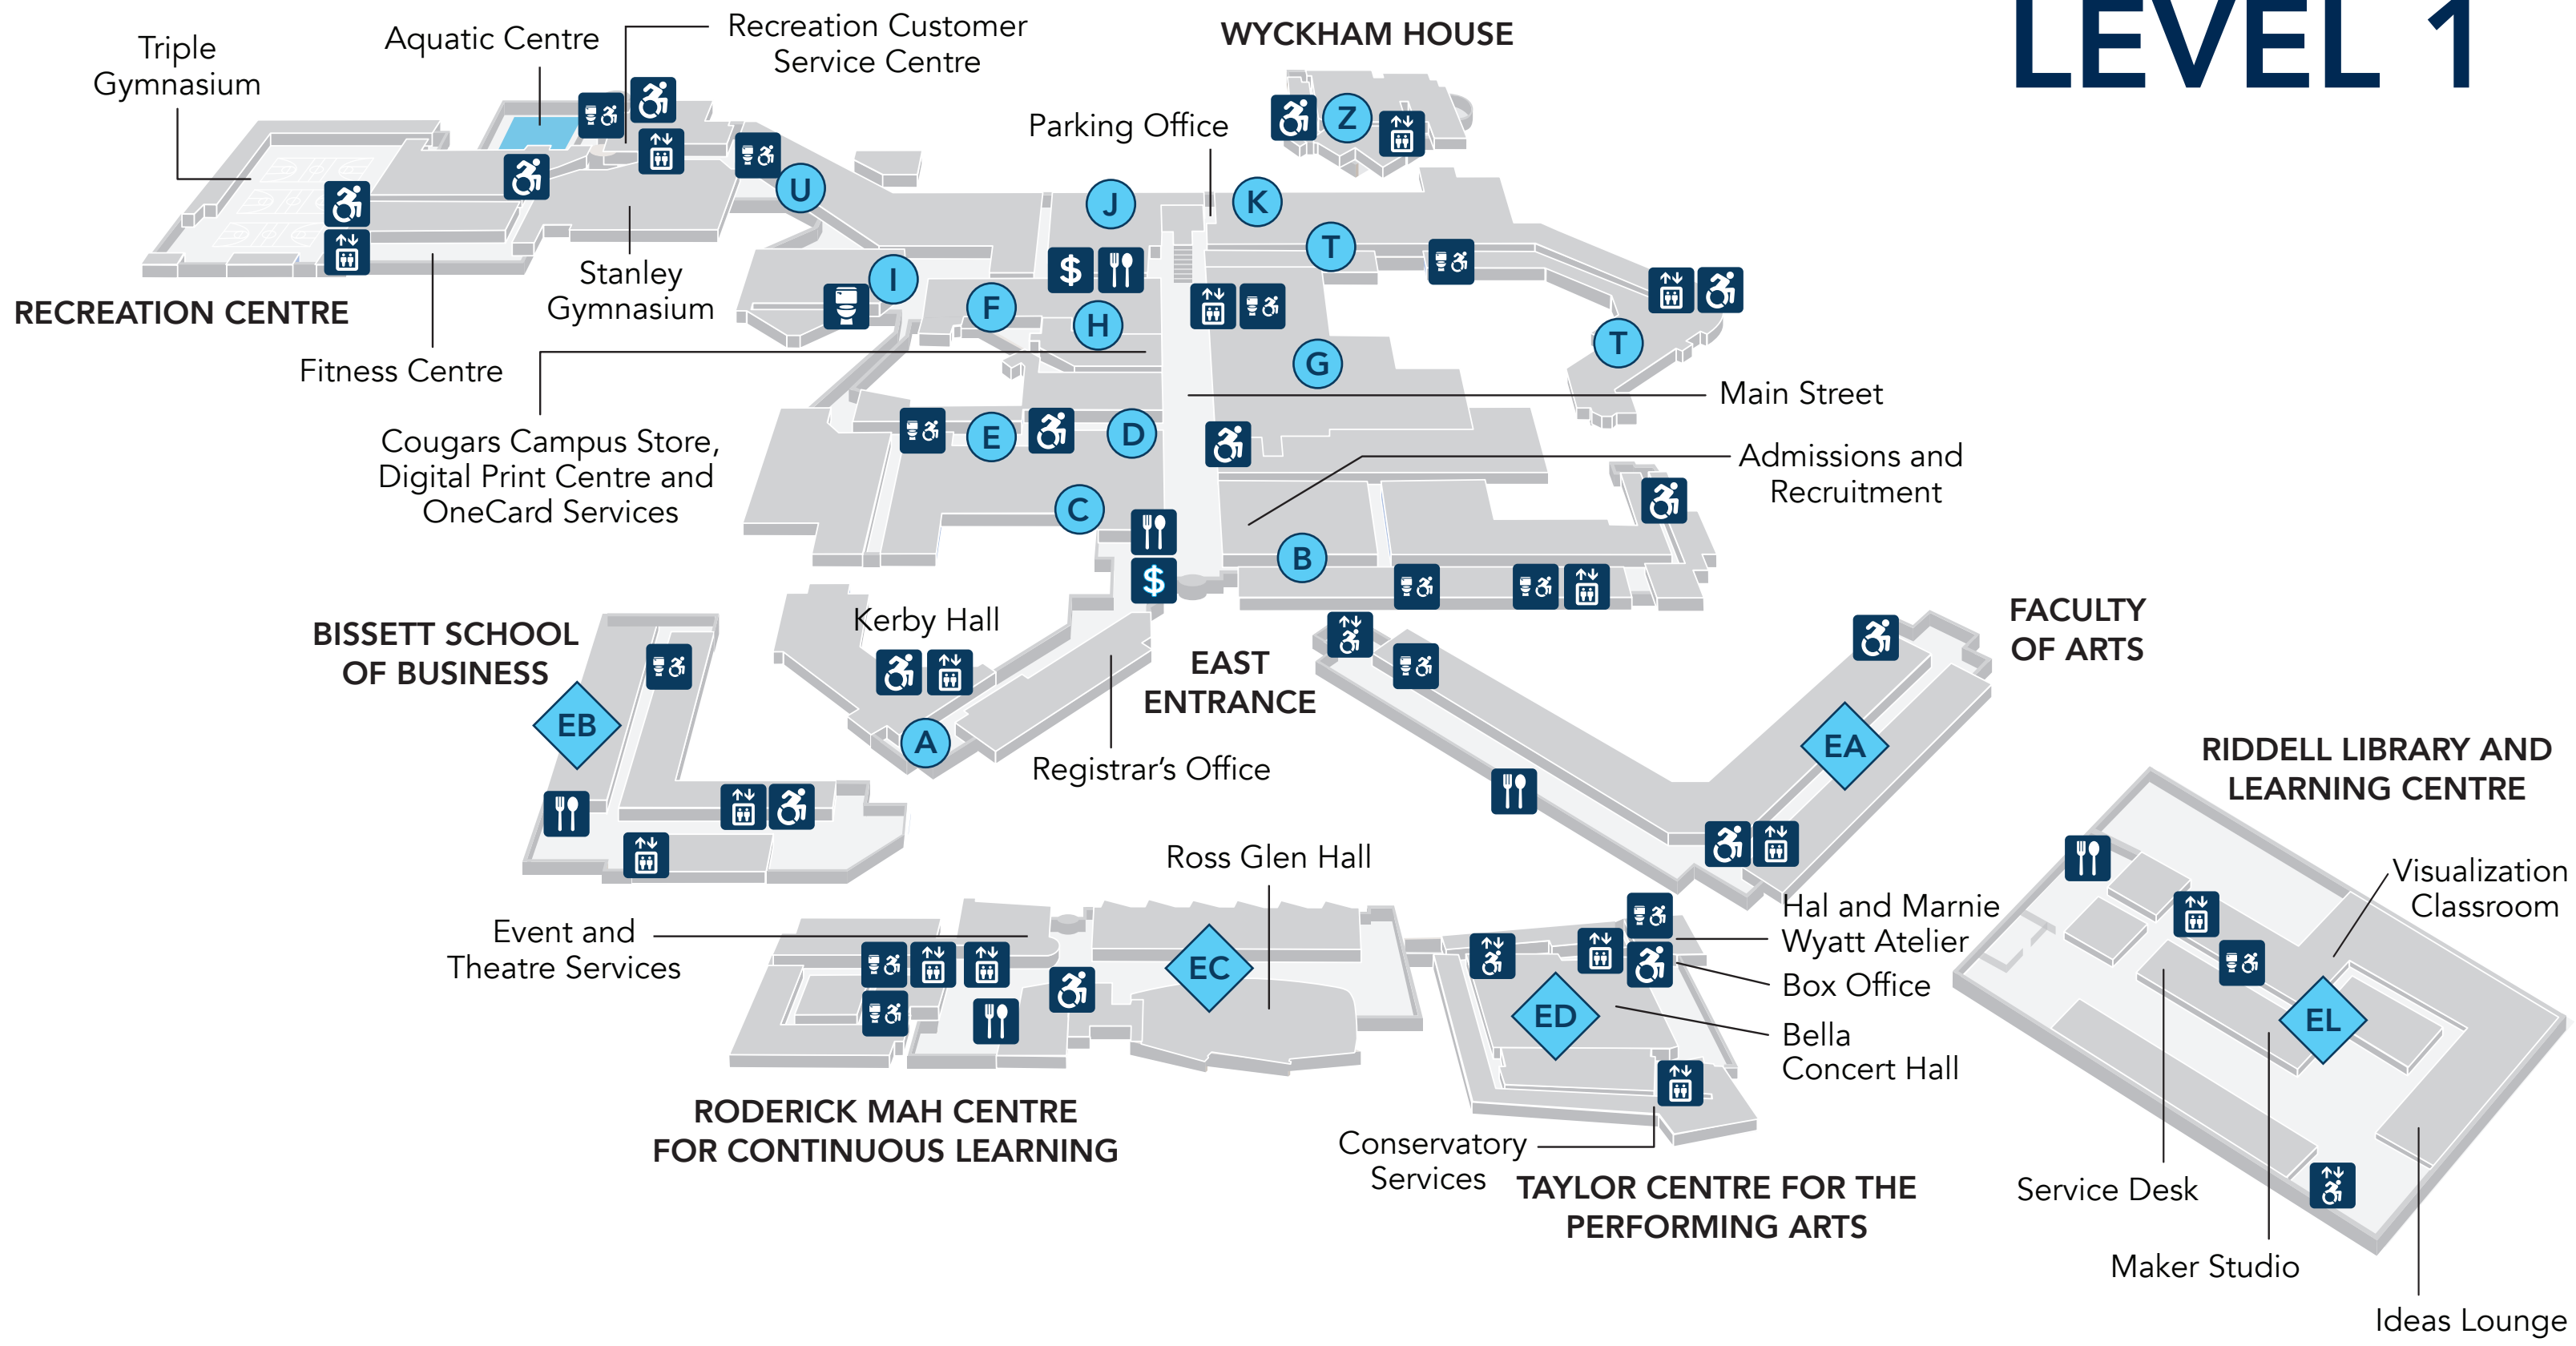 LEVEL 1
Triple
Gymnasium
Aquatic Centre
Recreation Customer
Service Centre
WYCKHAM HOUSE
Parking Office
Z
U
J
K
T
I
$
F
H
G
T
Stanley
Gymnasium
RECREATION CENTRE
Fitness Centre
Main Street
Cougars Campus Store,
Digital Print Centre and
OneCard Services
E
D
Admissions and
Recruitment
C
B
$
Kerby Hall
BISSETT SCHOOL
OF BUSINESS
EAST
ENTRANCE
FACULTY
OF ARTS
EB
A
Registrar's Office
EA
RIDDELL LIBRARY AND
LEARNING CENTRE
Ross Glen Hall
Visualization
Classroom
Event and
Theatre Services
EC
Hal and Marnie
Wyatt Atelier
Box Office
ED
Bella
Concert Hall
EL
RODERICK MAH CENTRE
FOR CONTINUOUS LEARNING
Conservatory
Services
TAYLOR CENTRE FOR THE
PERFORMING ARTS
Service Desk
Maker Studio
Ideas Lounge